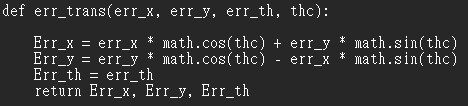 def err_trans(err_x, err_y, err_th, thc):
Err_x = err_x * math.cos(thc) + err_y * math.sin(thc)
Err_y = err_y * math.cos(thc) - err_x * math.sin(thc)
Err_th = err_th
return Err_x, Err_y, Err_th